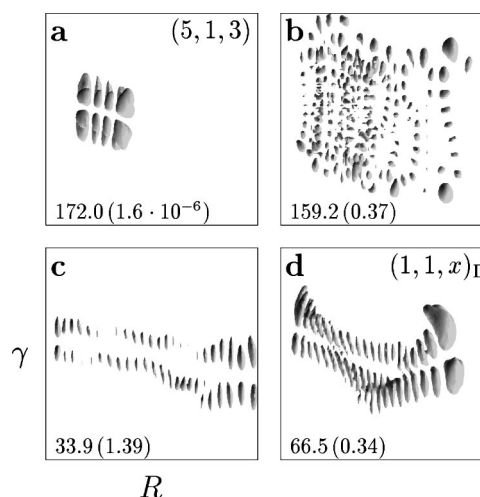 a (5, 1, 3)
172.0 (1.6 · 10⁻⁶)
b
159.2 (0.37)
c
33.9 (1.39)
d (1, 1, x)D
66.5 (0.34)
γ
R